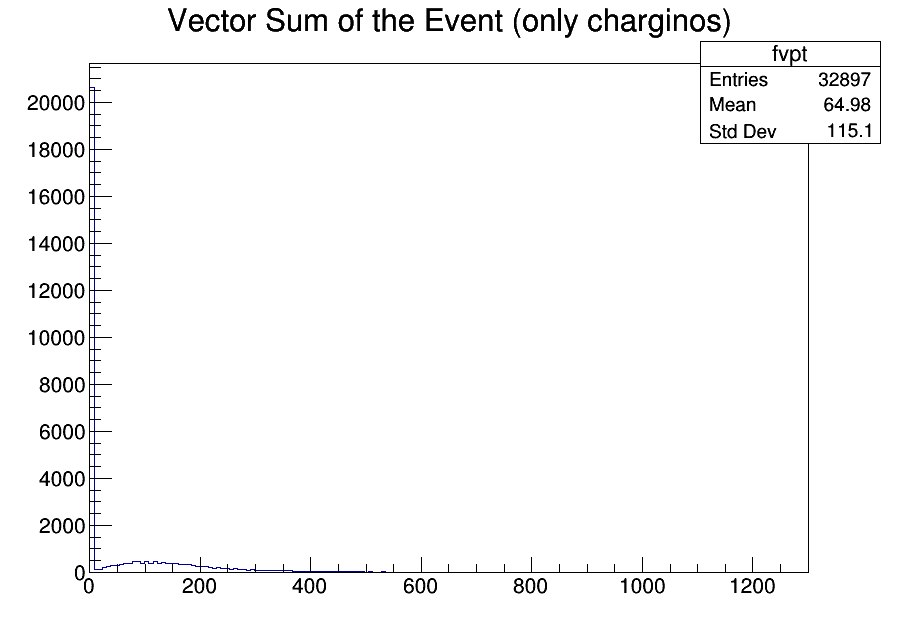 Vector Sum of the Event (only charginos)
fvpt
Entries 32897
Mean 64.98
Std Dev 115.1
20000
18000
16000
14000
12000
10000
8000
6000
4000
2000
0
0 200 400 600 800 1000 1200